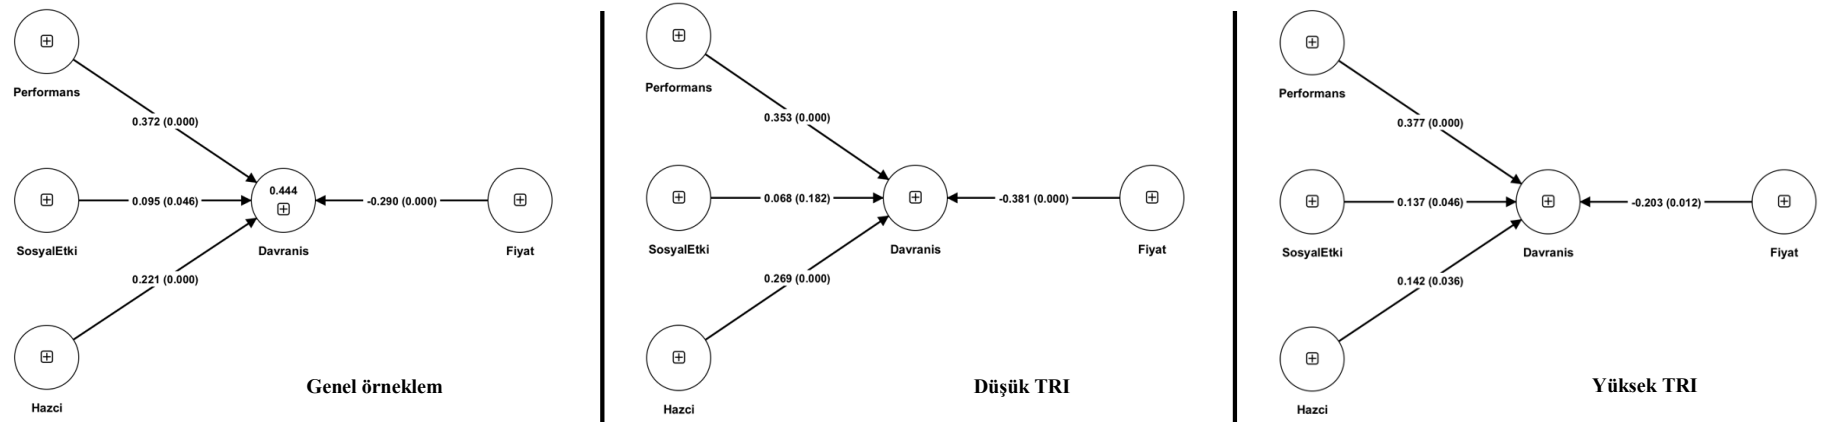 Performans
0.372 (0.000)
SosyalEtki
0.095 (0.046)
0.444
Davranis
-0.290 (0.000)
Fiyat
0.221 (0.000)
Hazci
Genel örneklem
Performans
0.353 (0.000)
SosyalEtki
0.068 (0.182)
Davranis
-0.381 (0.000)
Fiyat
0.269 (0.000)
Hazci
Düşük TRI
Performans
0.377 (0.000)
SosyalEtki
0.137 (0.046)
Davranis
-0.203 (0.012)
Fiyat
0.142 (0.036)
Hazci
Yüksek TRI